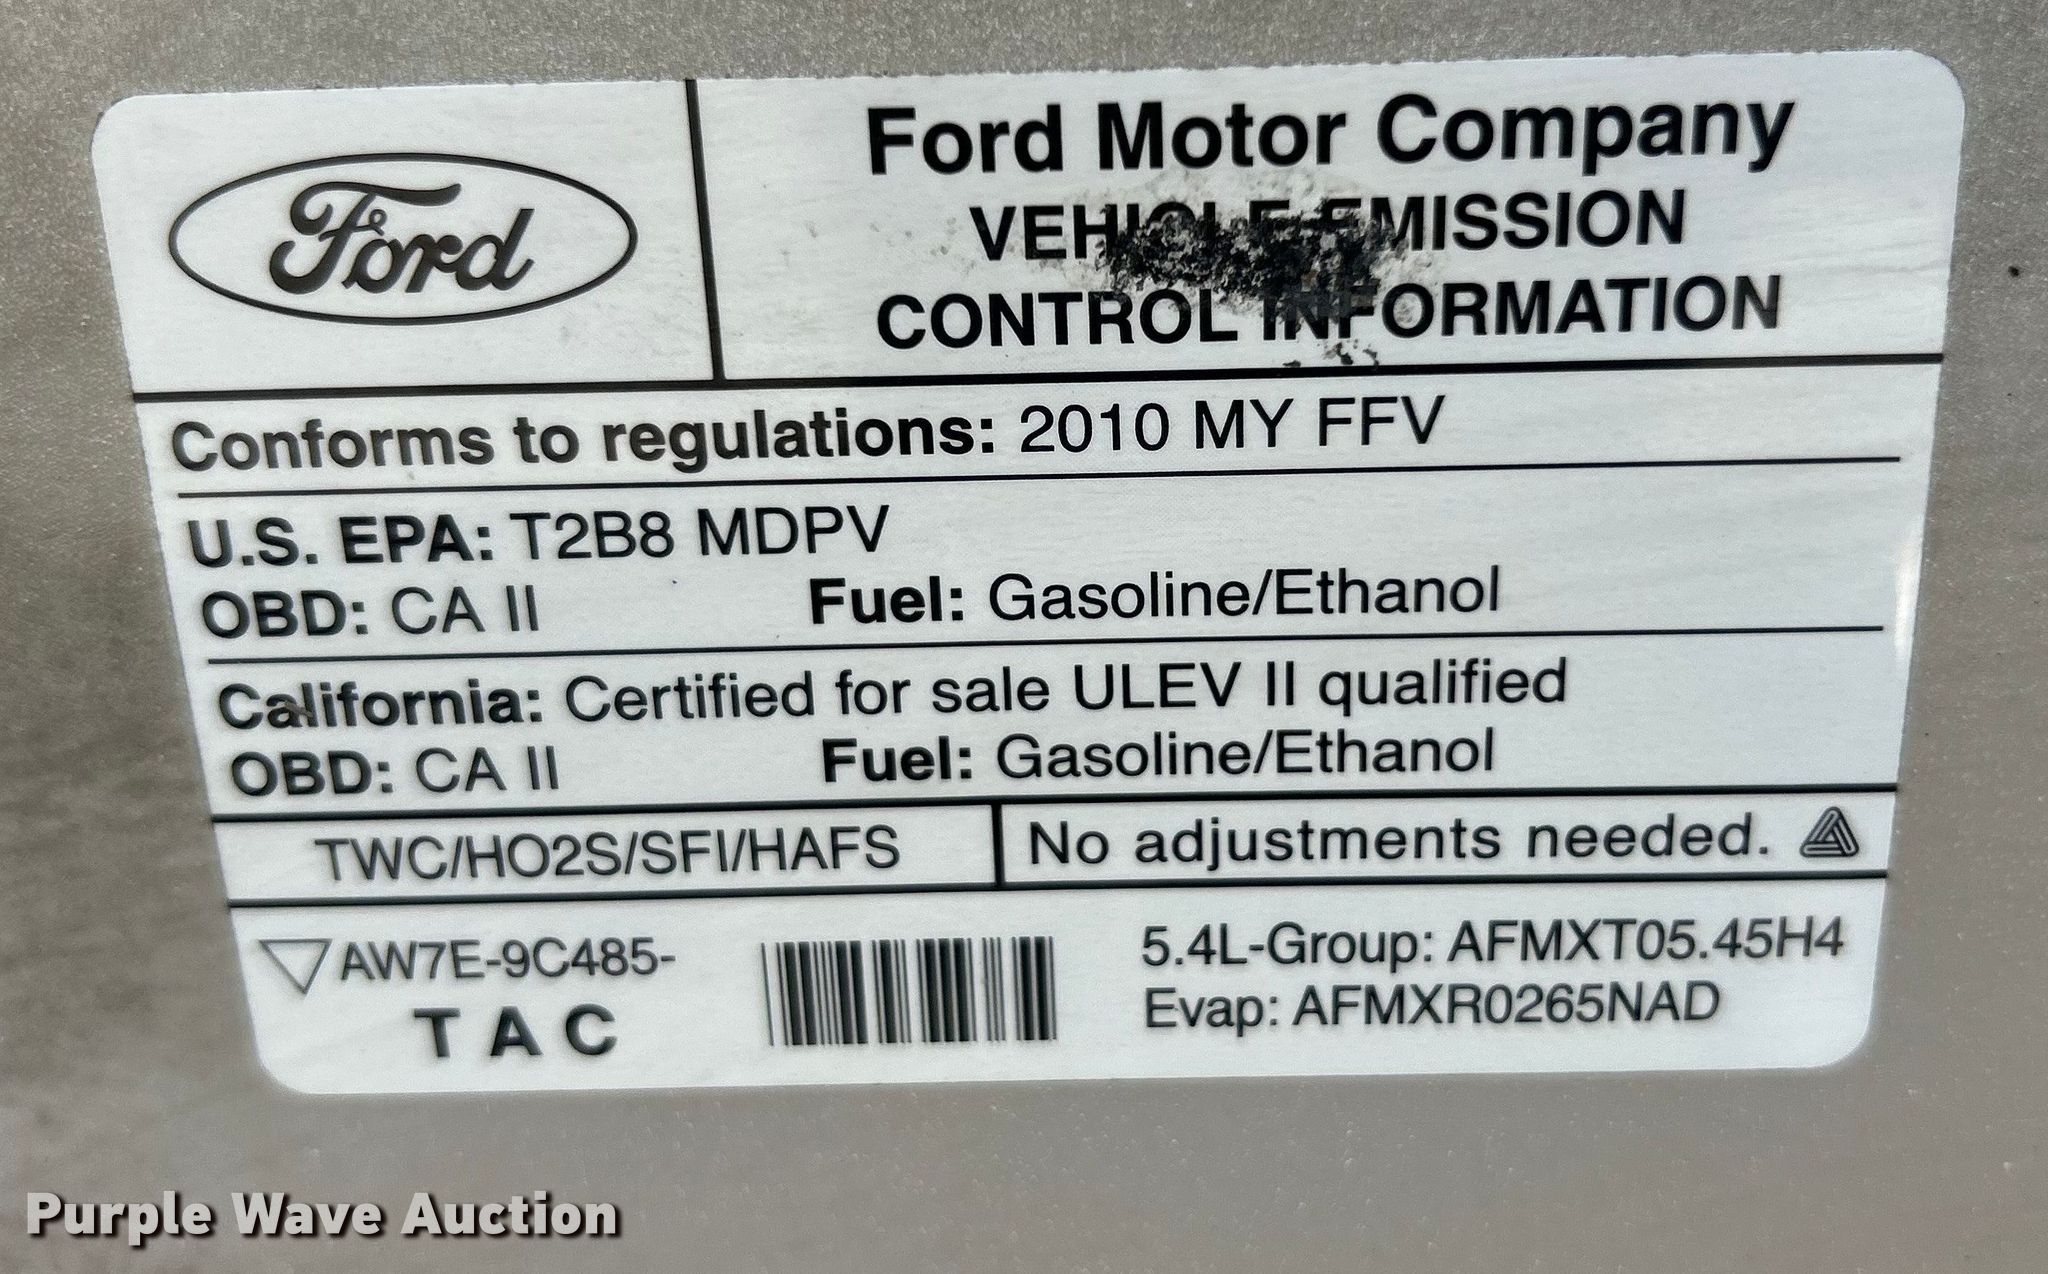 Ford
Ford Motor Company
VEHICLE EMISSION
CONTROL INFORMATION
Conforms to regulations: 2010 MY FFV
U.S. EPA: T2B8 MDPV
OBD: CA II Fuel: Gasoline/Ethanol
California: Certified for sale ULEV II qualified
OBD: CA II Fuel: Gasoline/Ethanol
TWC/HO2S/SFI/HAFS
No adjustments needed.
AW7E-9C485-
TAC
5.4L-Group: AFMXT05.45H4
Evap: AFMXR0265NAD
Purple Wave Auction